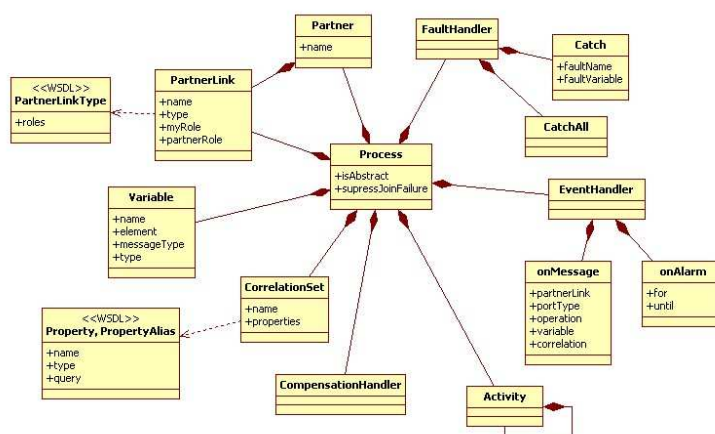 Partner
+name
FaultHandler
Catch
+faultName
+faultVariable
<<WSDL>>
PartnerLinkType
+roles
PartnerLink
+name
+type
+myRole
+partnerRole
CatchAll
Process
+isAbstract
+supressJoinFailure
Variable
+name
+element
+messageType
+type
EventHandler
onMessage
+partnerLink
+portType
+operation
+variable
+correlation
onAlarm
+for
+until
CorrelationSet
+name
+properties
<<WSDL>>
Property, PropertyAlias
+name
+type
+query
CompensationHandler
Activity